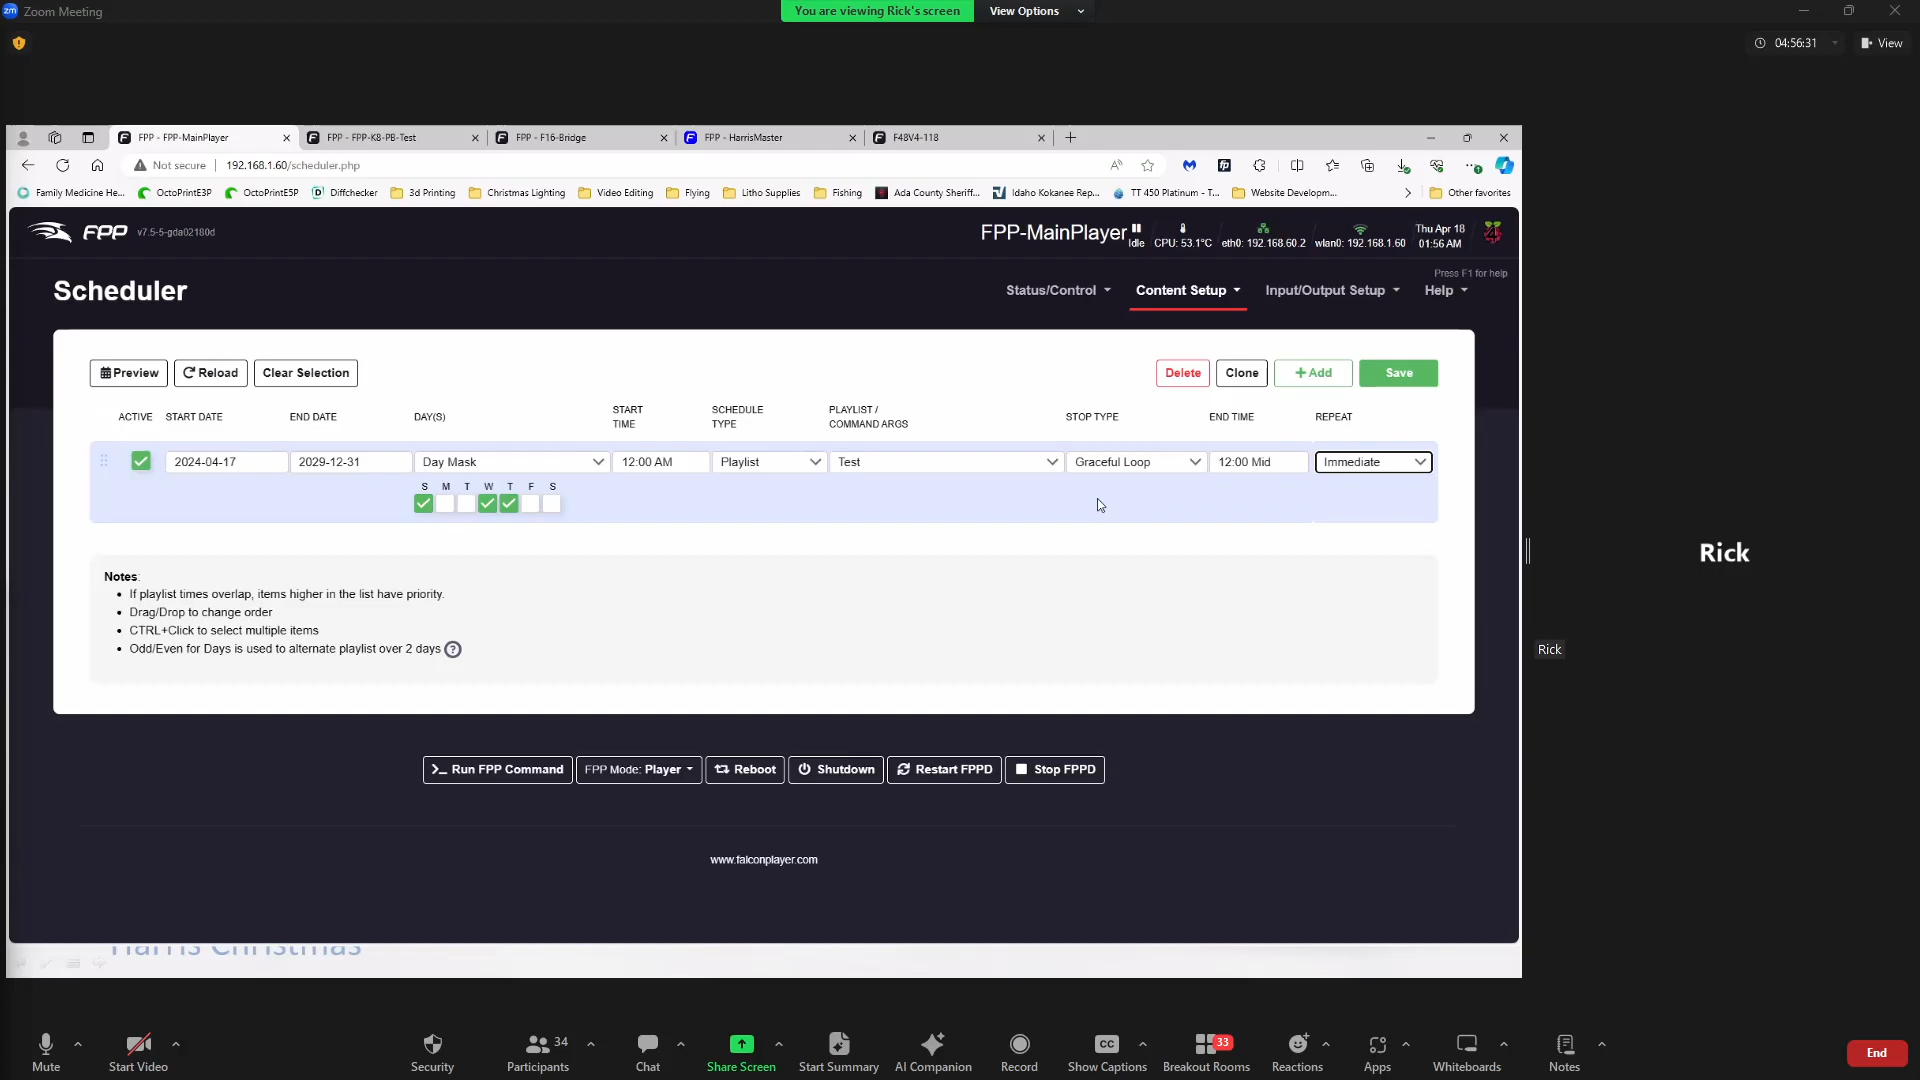 zm Zoom Meeting
You are viewing Rick's screen
View Options
04:56:31
View
FPP - FPP-MainPlayer
FPP - FPP-K8-PB-Test
FPP - F16-Bridge
FPP - HarrisMaster
F48V4-118
Not secure
192.168.1.60/scheduler.php
Family Medicine He...
OctoPrintE3P
OctoPrintE5P
Diffchecker
3d Printing
Christmas Lighting
Video Editing
Flying
Litho Supplies
Fishing
Ada County Sheriff...
Idaho Kokanee Rep...
TT 450 Platinum - T...
Website Developm...
Other favorites
FPP v7.5-5-gda02180d
FPP-MainPlayer
Idle
CPU: 53.1°C
eth0: 192.168.60.2
wlan0: 192.168.1.60
Thu Apr 18
01:56 AM
Press F1 for help
Scheduler
Status/Control
Content Setup
Input/Output Setup
Help
Preview
Reload
Clear Selection
Delete
Clone
+ Add
Save
ACTIVE
START DATE
END DATE
DAY(S)
START TIME
SCHEDULE TYPE
PLAYLIST / COMMAND ARGS
STOP TYPE
END TIME
REPEAT
2024-04-17
2029-12-31
Day Mask
12:00 AM
Playlist
Test
Graceful Loop
12:00 Mid
Immediate
S M T W T F S
Notes:
• If playlist times overlap, items higher in the list have priority.
• Drag/Drop to change order
• CTRL+Click to select multiple items
• Odd/Even for Days is used to alternate playlist over 2 days ?
>_ Run FPP Command
FPP Mode: Player
Reboot
Shutdown
Restart FPPD
Stop FPPD
www.falconplayer.com
Harris Christmas
Rick
Rick
Mute
Start Video
Security
Participants
34
Chat
Share Screen
Start Summary
AI Companion
Record
CC
Show Captions
33
Breakout Rooms
Reactions
Apps
Whiteboards
Notes
End